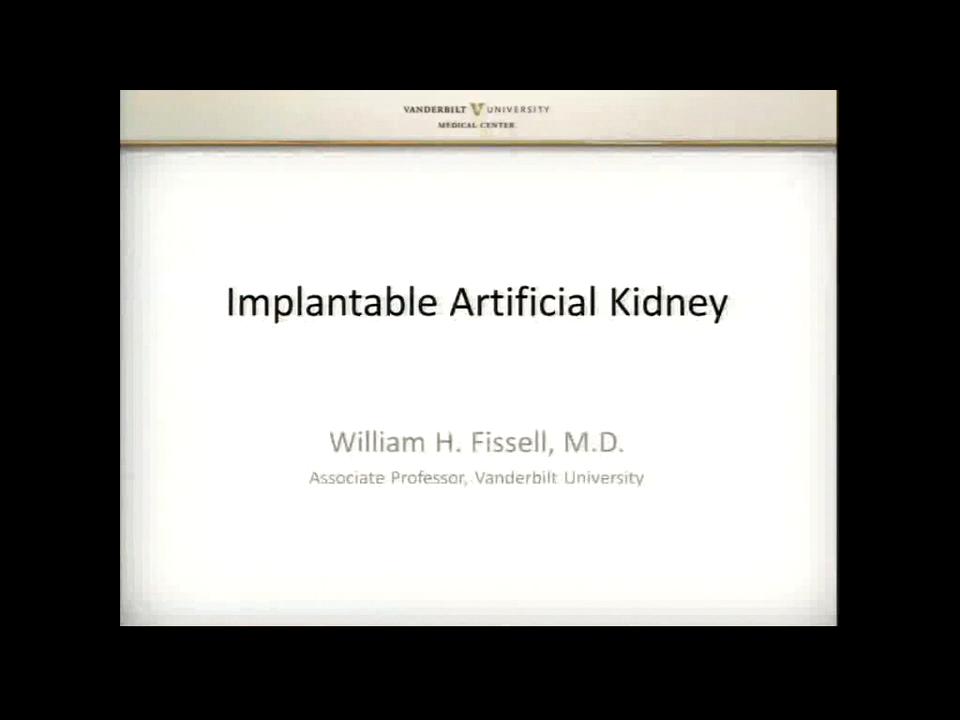 VANDERBILT V UNIVERSITY
MEDICAL CENTER
Implantable Artificial Kidney
William H. Fissell, M.D.
Associate Professor, Vanderbilt University